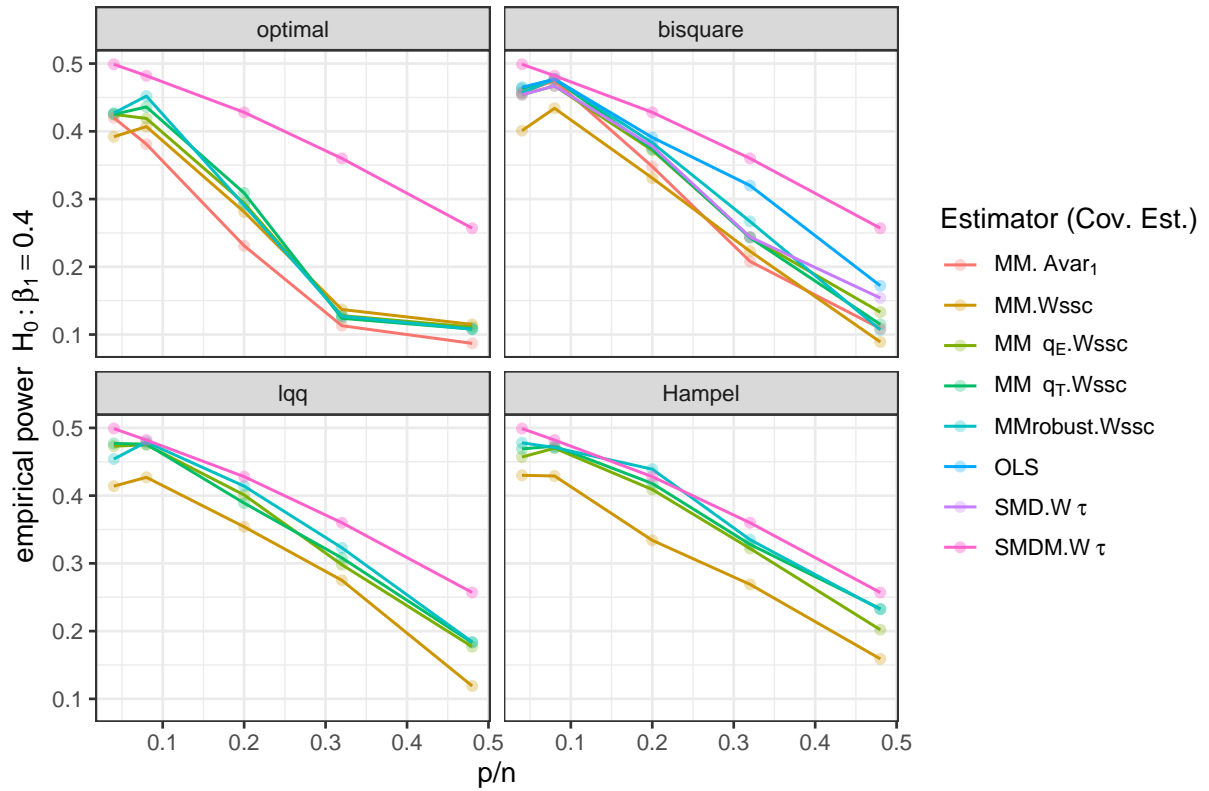 optimal
bisquare
0.5
0.4
0.3
0.2
0.1
lqq
Hampel
0.5
0.4
0.3
0.2
0.1
0.1 0.2 0.3 0.4 0.5
0.1 0.2 0.3 0.4 0.5
p/n
empirical power H₀ : β₁ = 0.4
Estimator (Cov. Est.)
MM. Avar₁
MM.Wssc
MM q_E.Wssc
MM q_T.Wssc
MMrobust.Wssc
OLS
SMD.W τ
SMDM.W τ